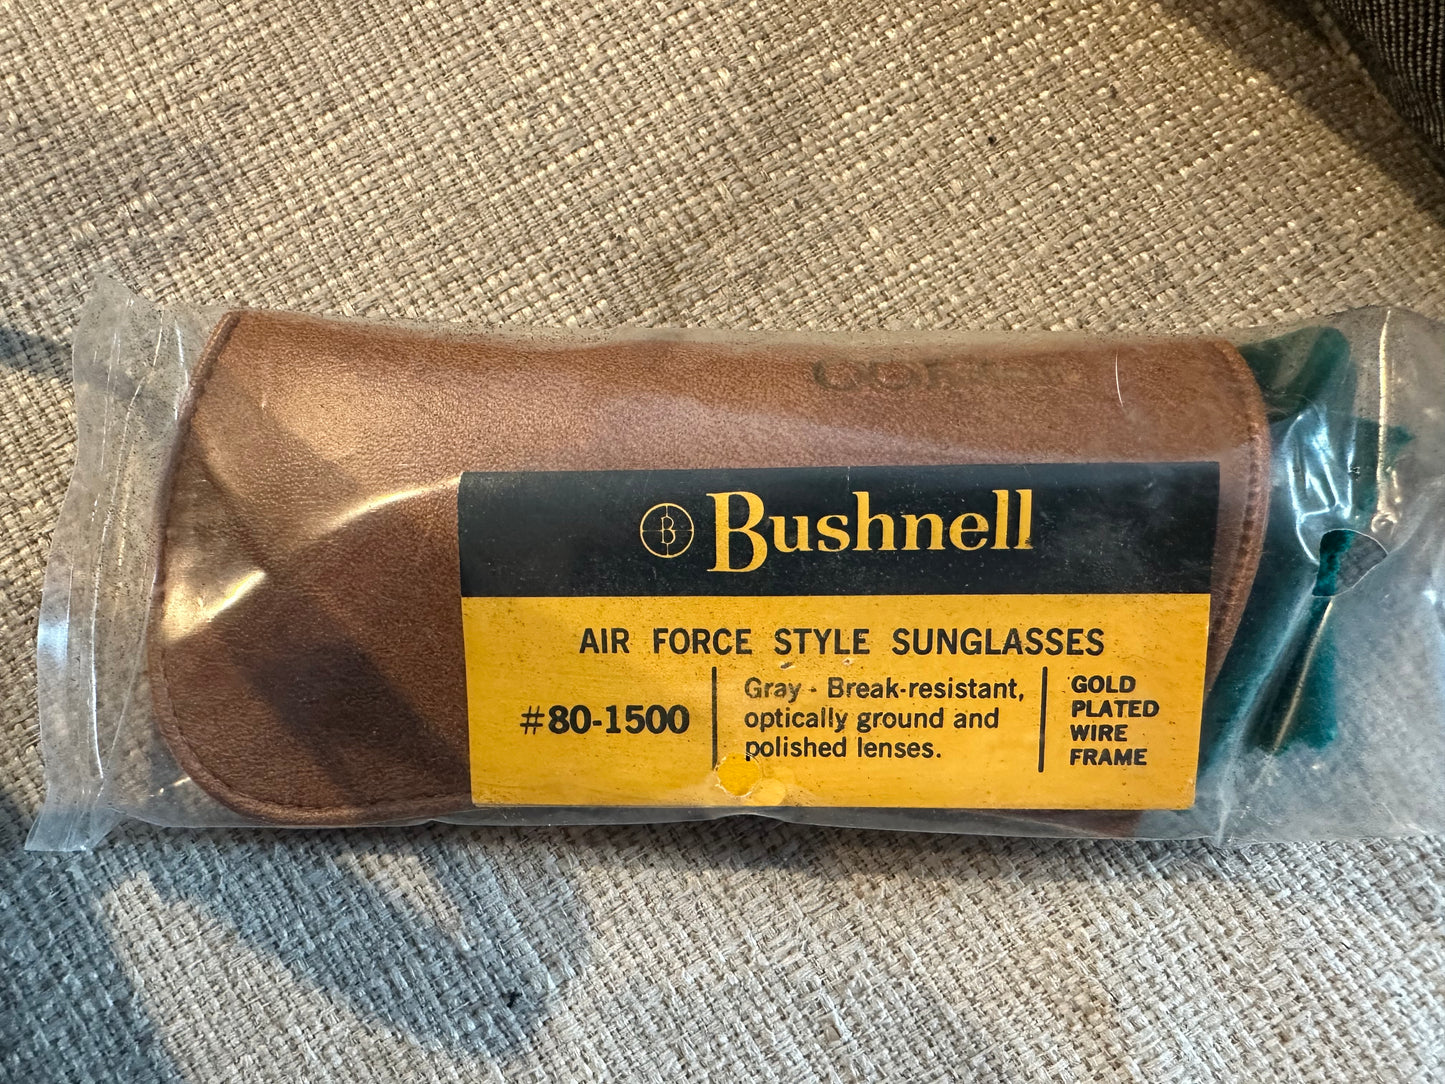 B Bushnell
AIR FORCE STYLE SUNGLASSES
#80-1500
Gray - Break-resistant,
optically ground and
polished lenses.
GOLD
PLATED
WIRE
FRAME